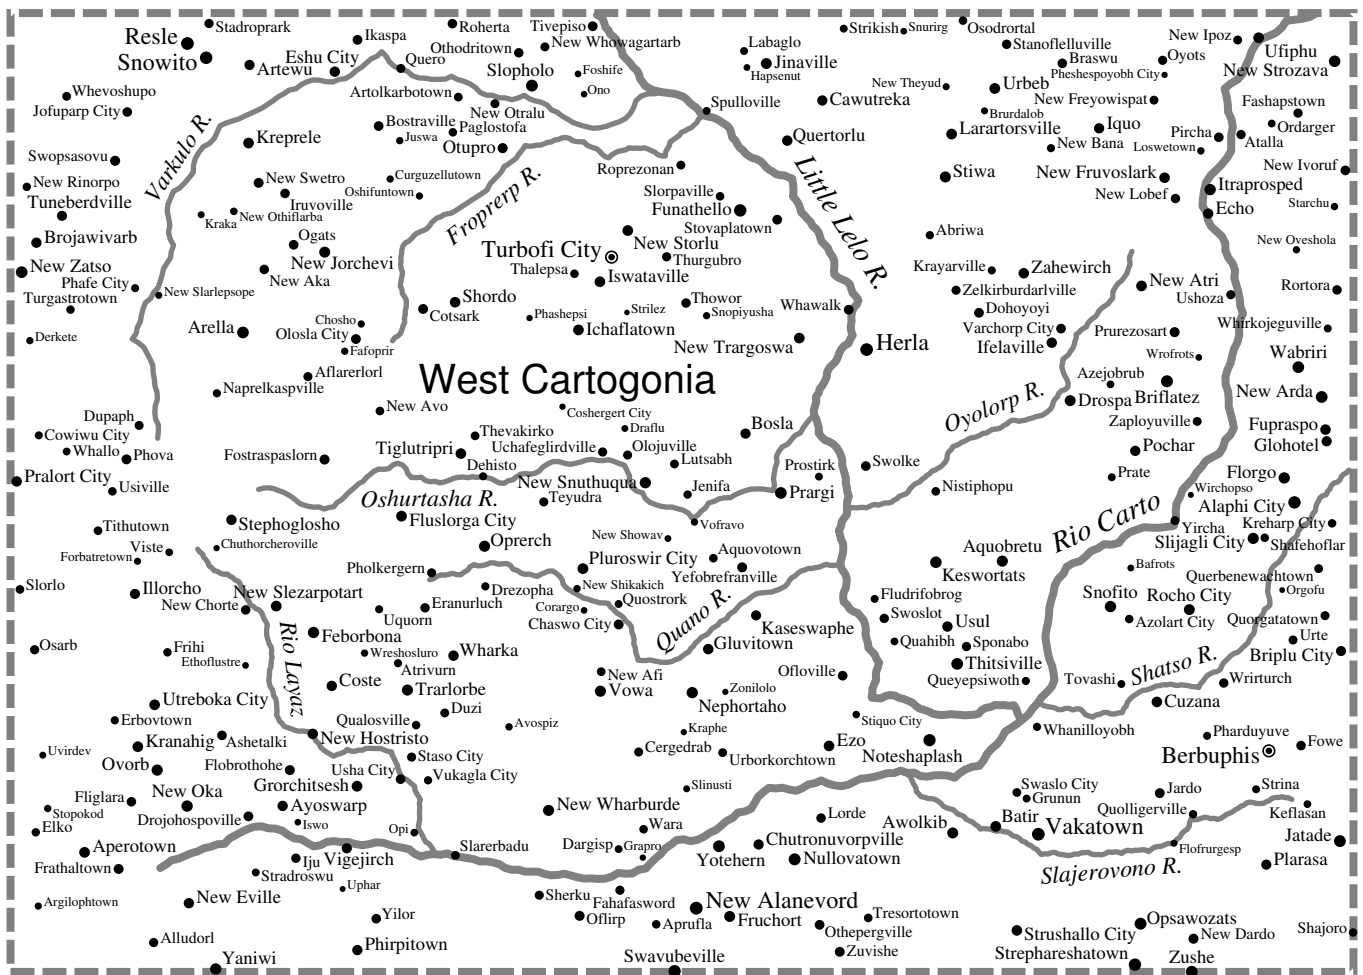 Stadropark
Resle
Snowito
Ikaspa
Roherta
Tivepiso
Othodritown
New Whowagartarb
Strikish
Snurirg
Osodrortal
Stanoflelluville
New Ipoz
Ufiphu
Artewu
Eshu City
Quero
Slopholo
Foshife
Ono
Labaglo
Jinaville
Hapsenut
Braswu
Oyots
Pheshespoyobh City
New Strozava
Whevoshupo
Jofuparp City
Artolkarbotown
New Otralu
Spulloville
Cawutreka
New Theyud
Urbeb
New Freyowispat
Fashapstown
Ordarger
Varkulo R.
Kreprele
Bostraville
Juswa
Paglostofa
Otupro
Quertorlu
Brurdalob
Larartorsville
Iquo
New Bana
Pircha
Loswetown
Atalla
Swopsasovu
New Rinorpo
Tuneberdville
New Swetro
Iruvoville
Curguzellutown
Oshifuntown
Roprezonan
Little Lelo R.
Stiwa
New Fruvoslark
New Lobef
New Ivoruf
Itraprosped
Starchu
Kraka
New Othiflarba
Froprerp R.
Slorpaville
Funathello
Stovaplatown
Echo
Brojawivarb
Ogats
New Jorchevi
Turbofi City
New Storlu
Thurgubro
Abriwa
New Oveshola
New Zatso
Phafe City
New Aka
Thalepsa
Iswataville
Krayarville
Zahewirch
New Atri
Ushoza
Rortora
Turgastrotown
New Slarlepsope
Shordo
Cotsark
Thowor
Snopiyusha
Strilez
Phashepsi
Whawalk
Zelkirburdarlville
Dohoyoyi
Derkete
Arella
Chosho
Olosla City
Fafoprir
Ichaflatown
New Trargoswa
Herla
Varchorp City
Ifelaville
Prurezosart
Wrofrots
Whirkojeguville
Wabriri
Naprelkaspville
Aflarerlorl
West Cartogonia
Azejobrub
Drospa
Briflatez
New Arda
New Avo
Coshergert City
Draflu
Bosla
Oyolorp R.
Zaployuville
Fupraspo
Glohotel
Dupaph
Cowiwu City
Whallo
Phova
Thevakirko
Tiglutripri
Uchafeglirdville
Olojuville
Lutsabh
Pochar
Pralort City
Usiville
Fostraspaslorn
Dehisto
New Snuthuqua
Prostirk
Prargi
Swolke
Prate
Florgo
Oshurtasha R.
Teyudra
Jenifa
Nistiphopu
Wirchopso
Alaphi City
Tithutown
Stephoglosho
Fluslorga City
Vofravo
Rio Carto
Yircha
Kreharp City
Forbatretown
Viste
Chuthorcheroville
Oprerch
New Showav
Aquovotown
Aquobretu
Slijagli City
Shafehoflar
Pholkergern
Pluroswir City
Yefobrefranville
Keswortats
Bafrots
Querbenewachtown
Slorlo
Illorcho
New Chorte
New Slezarpotart
Drezopha
New Shikakich
Quostrork
Fludrifobrog
Snofito
Rocho City
Orgofu
Uquorn
Eranurluch
Corargo
Chaswo City
Quano R.
Kaseswaphe
Swoslot
Usul
Azolart City
Quorgatatown
Osarb
Frihi
Ethoflustre
Rio Layaz
Feborbona
Wreshosluro
Atrivurn
Wharka
Gluvitown
Quahibh
Sponabo
Urte
Briplu City
Coste
Trarlorbe
New Afi
Vowa
Ofloville
Thitsiville
Queyepsiwoth
Tovashi
Shatso R.
Wrirturch
Utreboka City
Duzi
Zonilolo
Nephortaho
Cuzana
Erbovtown
Kranahig
Ashetalki
New Hostristo
Qualosville
Avospiz
Kraphe
Stiquo City
Whanilloyobh
Pharduyuve
Uvirdev
Ovorb
Flobrothohe
Usha City
Staso City
Vukagla City
Cergedrab
Urborkorchtown
Ezo
Noteshaplash
Berbuphis
Fowe
Fliglara
New Oka
Grorchitsesh
Ayoswarp
Slinusti
Swaslo City
Grunun
Jardo
Strina
Stopokod
Elko
Drojohospoville
Iswo
Opi
New Wharburde
Wara
Lorde
Awolkib
Batir
Vakatown
Quolligerville
Keflasan
Jatade
Aperotown
Iju
Vigejirch
Slarerbadu
Dargisp
Grapro
Yotehern
Chutronuvorpville
Nullovatown
Flofrurgesp
Plarasa
Frathaltown
Stradroswu
Uphar
Slajerovono R.
Argilophtown
New Eville
Yilor
Sherku
Fahafasword
Oflirp
New Alanevord
Aprufla
Fruchort
Tresortotown
Othepergville
Opsawozats
Strushallo City
New Dardo
Shajoro
Alludorl
Yaniwi
Phirpitown
Swavubeville
Zuvishe
Strephareshatown
Zushe